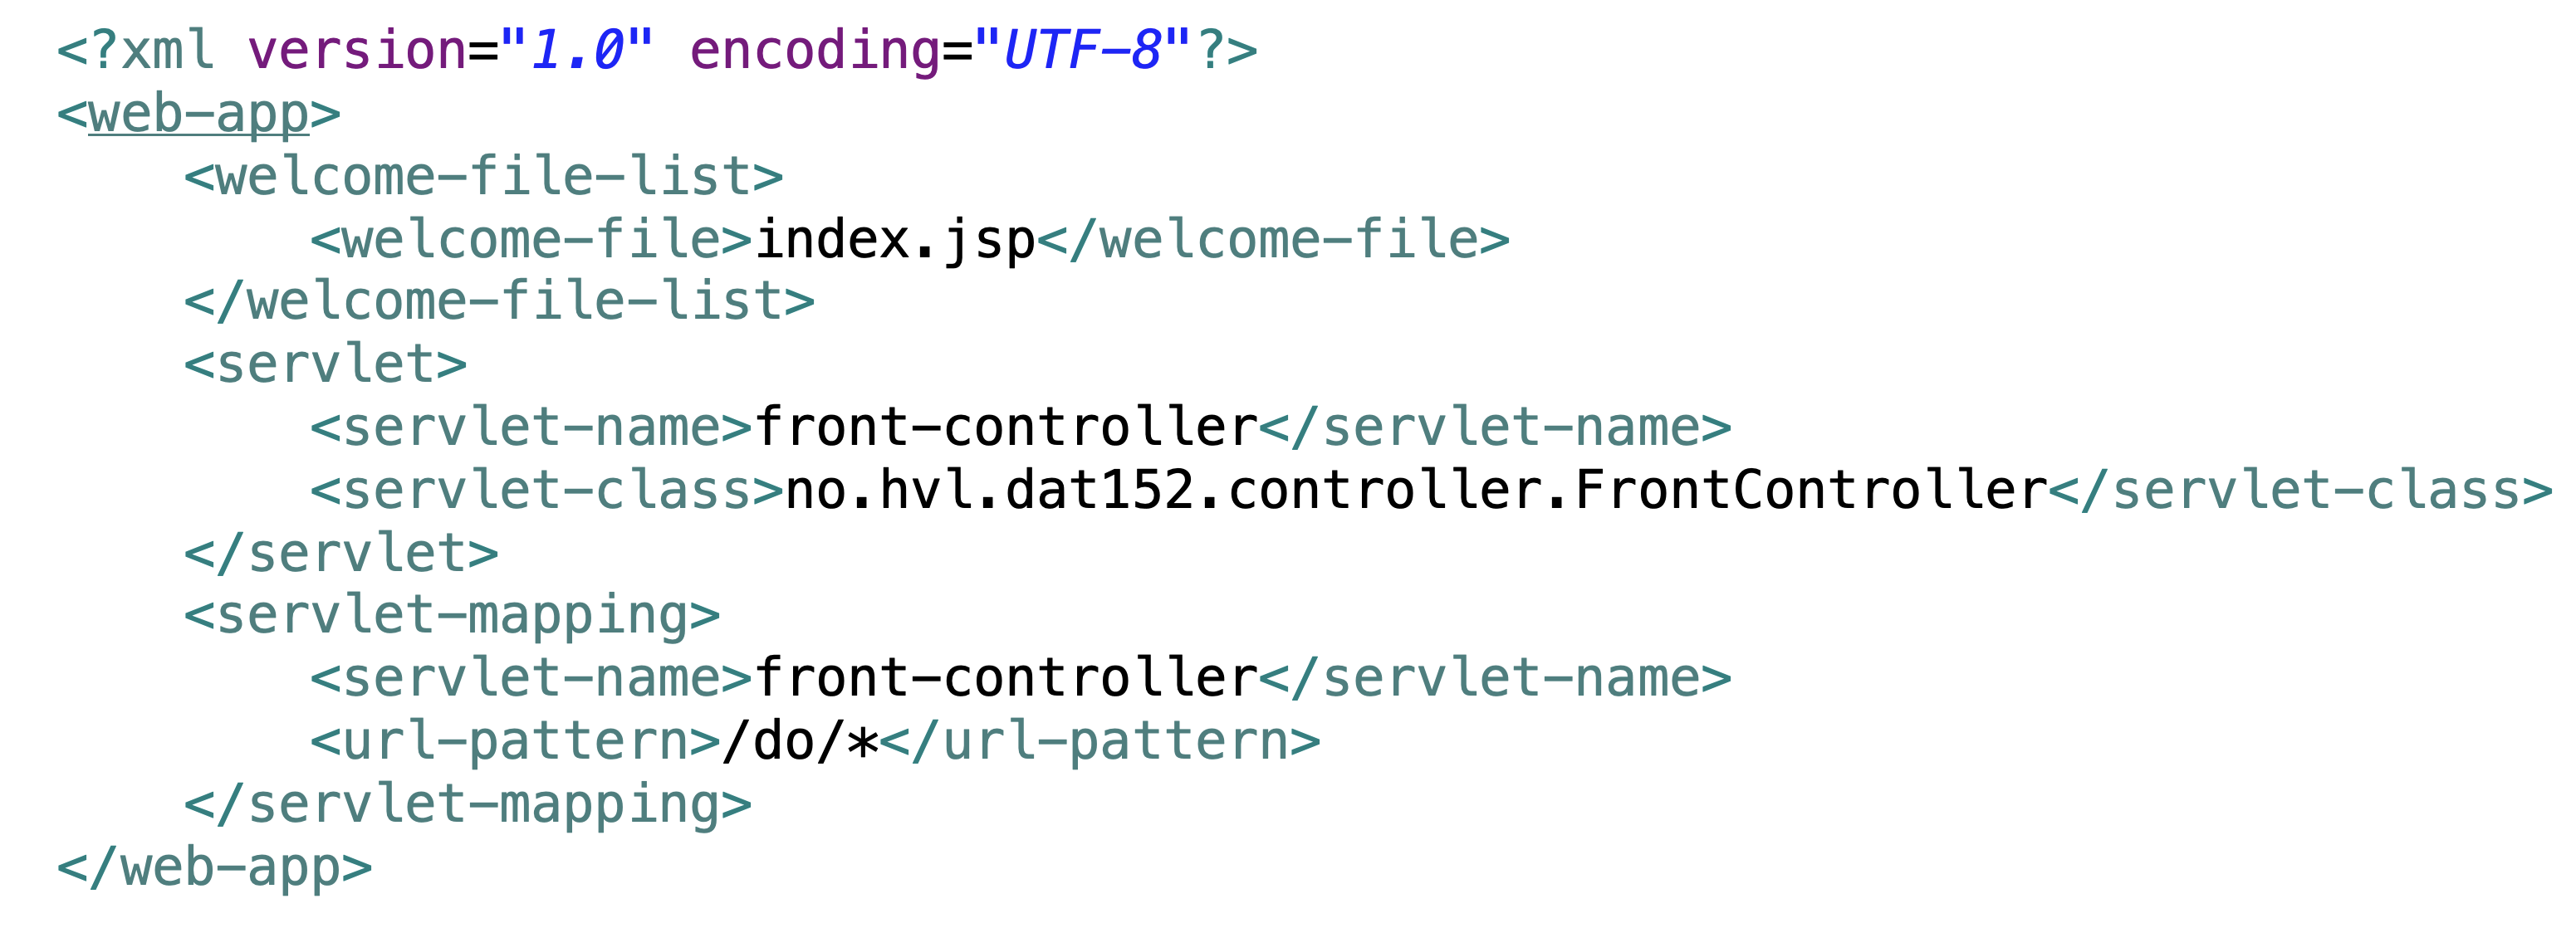 <?xml version="1.0" encoding="UTF-8"?>
<web-app>
    <welcome-file-list>
        <welcome-file>index.jsp</welcome-file>
    </welcome-file-list>
    <servlet>
        <servlet-name>front-controller</servlet-name>
        <servlet-class>no.hvl.dat152.controller.FrontController</servlet-class>
    </servlet>
    <servlet-mapping>
        <servlet-name>front-controller</servlet-name>
        <url-pattern>/do/*</url-pattern>
    </servlet-mapping>
</web-app>